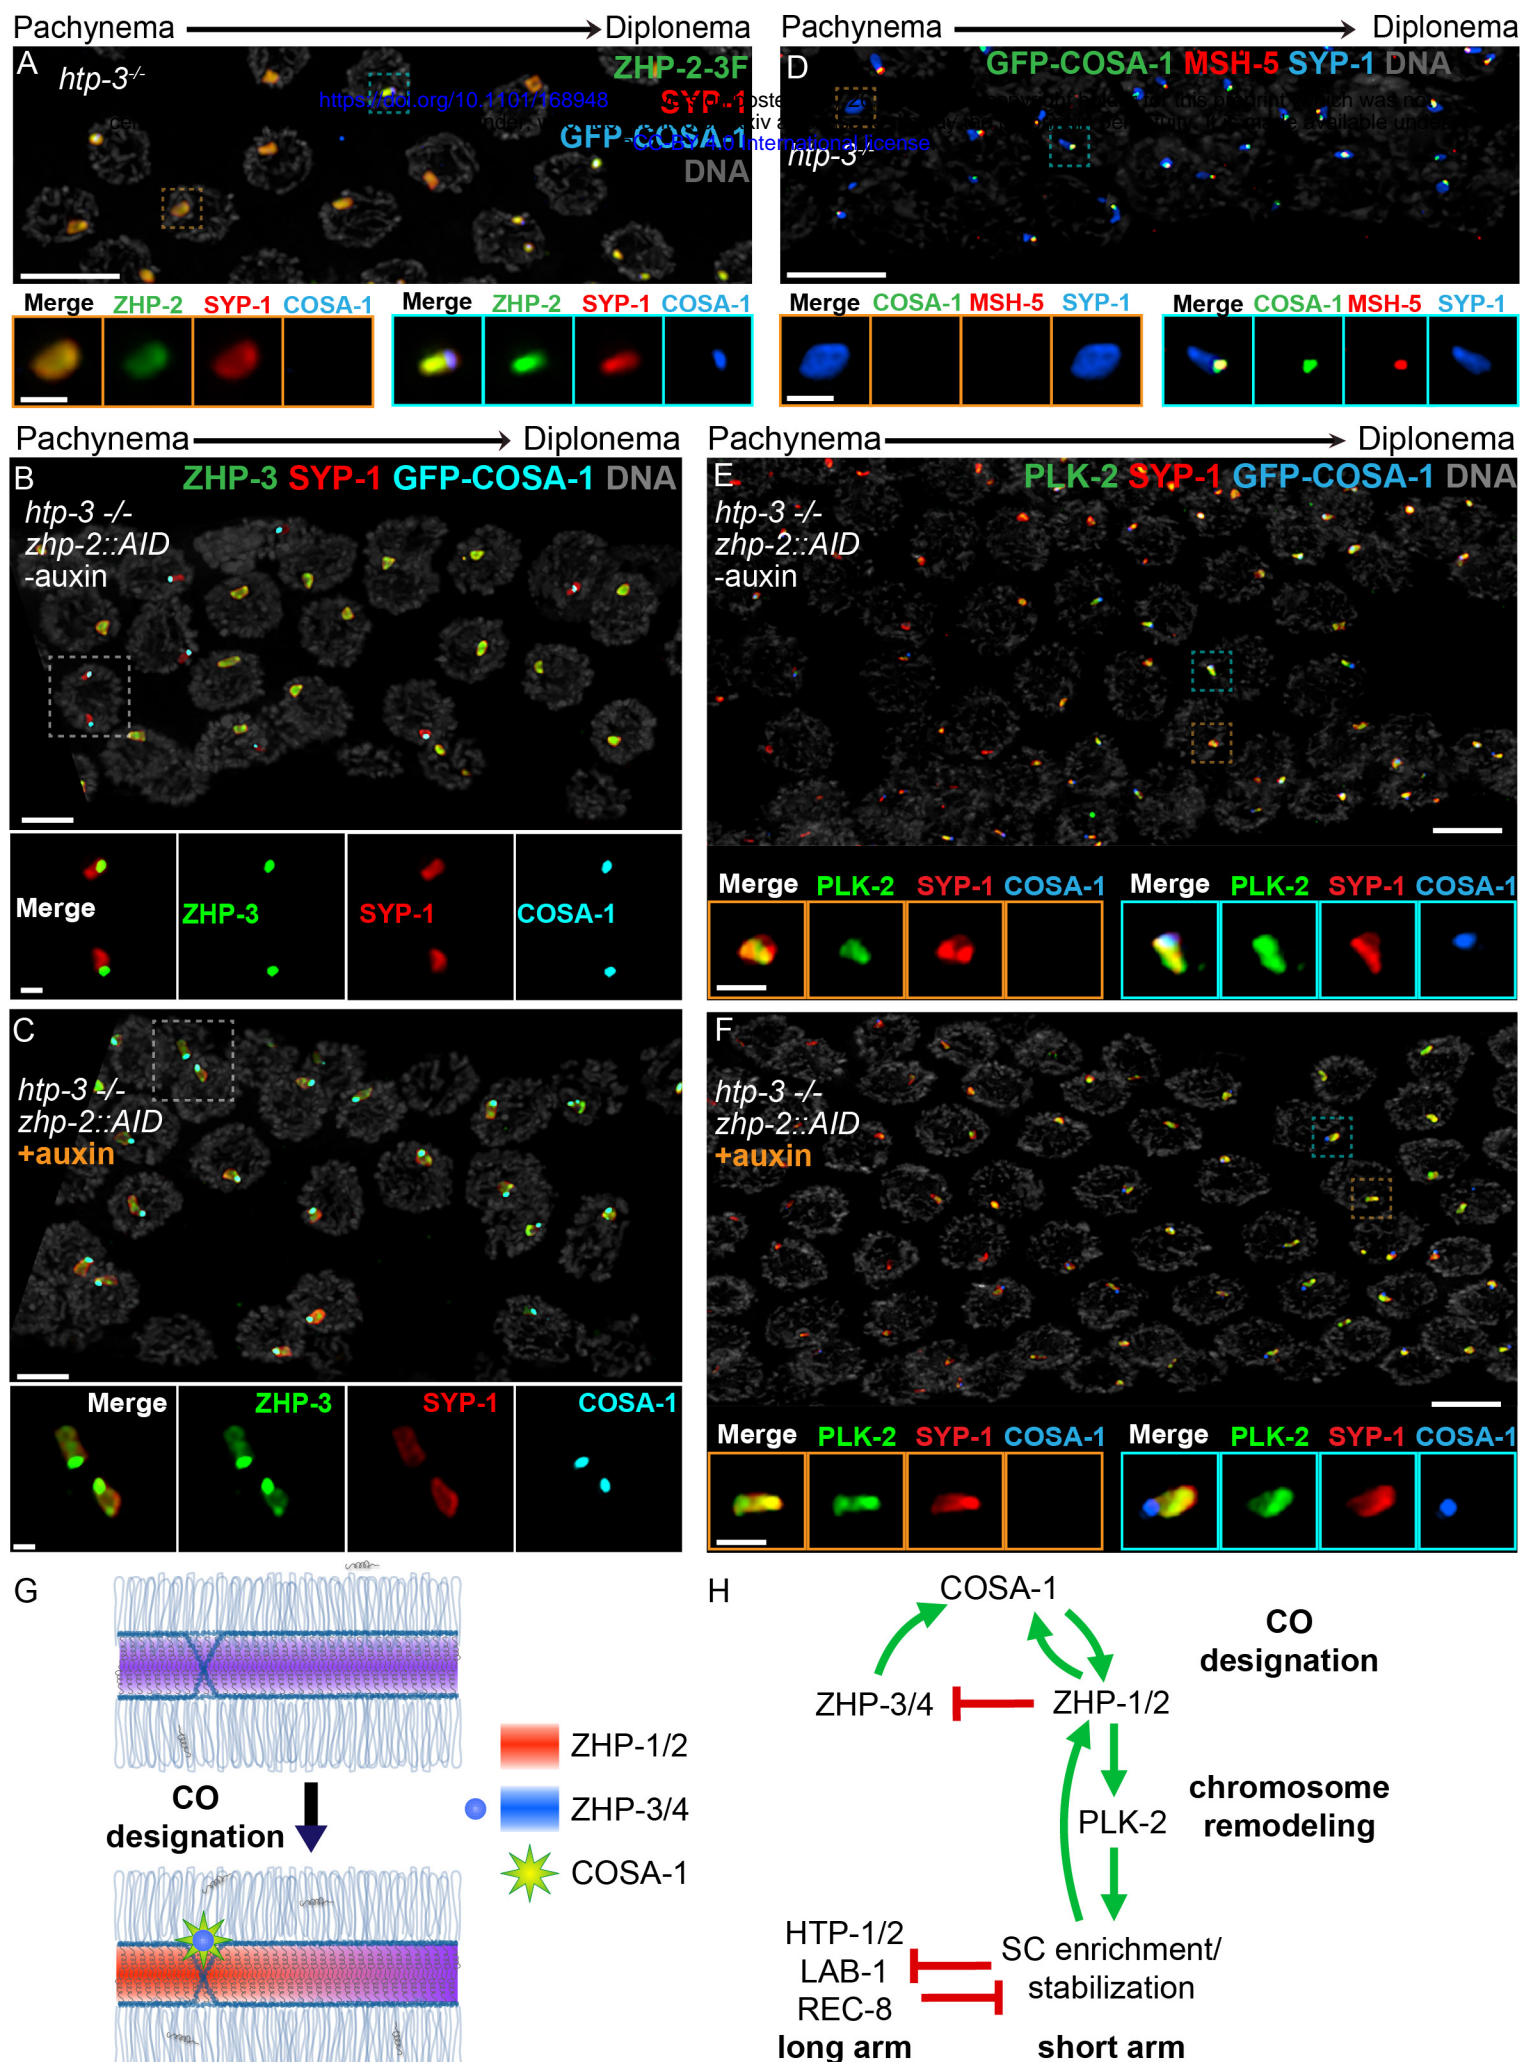 Pachynema Diplonema
A
htp-3-/-
ZHP-2-3F
SYP-1
GFP-COSA-1
DNA
https://doi.org/10.1101/168948
CC-BY 4.0 International license
Merge ZHP-2 SYP-1 COSA-1
Merge ZHP-2 SYP-1 COSA-1
Pachynema Diplonema
D
GFP-COSA-1 MSH-5 SYP-1 DNA
for this preprint
made available under
htp-3-/-
Merge COSA-1 MSH-5 SYP-1
Merge COSA-1 MSH-5 SYP-1
Pachynema Diplonema
B
ZHP-3 SYP-1 GFP-COSA-1 DNA
htp-3 -/-
zhp-2::AID
-auxin
Merge
ZHP-3
SYP-1
COSA-1
C
htp-3 -/-
zhp-2::AID
+auxin
Merge
ZHP-3
SYP-1
COSA-1
Pachynema Diplonema
E
PLK-2 SYP-1 GFP-COSA-1 DNA
htp-3 -/-
zhp-2::AID
-auxin
Merge PLK-2 SYP-1 COSA-1
Merge PLK-2 SYP-1 COSA-1
F
htp-3 -/-
zhp-2::AID
+auxin
Merge PLK-2 SYP-1 COSA-1
Merge PLK-2 SYP-1 COSA-1
G
CO
designation
ZHP-1/2
ZHP-3/4
COSA-1
H
COSA-1
CO
designation
ZHP-3/4
ZHP-1/2
chromosome
remodeling
PLK-2
HTP-1/2
LAB-1
REC-8
SC enrichment/
stabilization
long arm
short arm